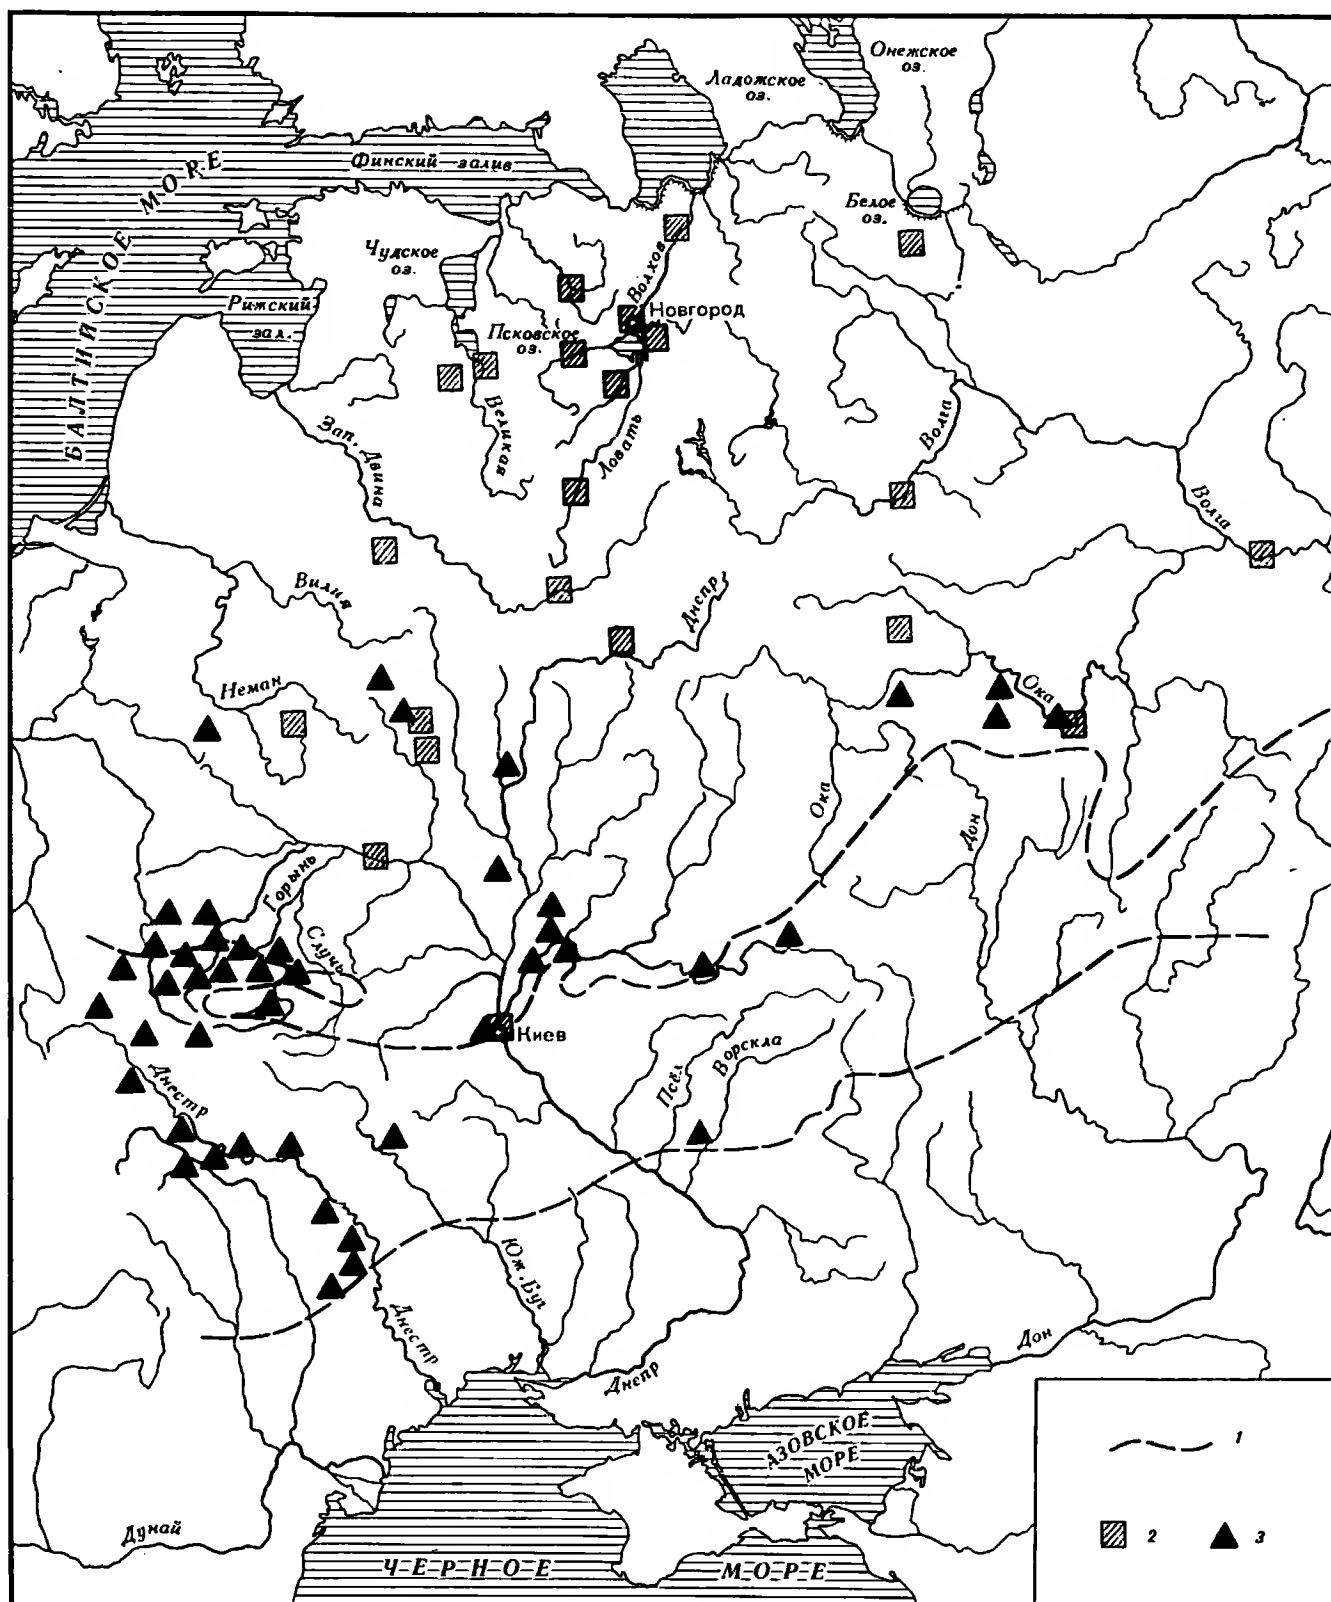 Онежское
оз.
Ладожское
оз.
Финский залив
БАЛТИЙСКОЕ МОРЕ
Белое
оз.
Чудское
оз.
Волхов
Рижский
зал.
Новгород
Псковское
оз.
Великая
Ловать
Зап. Двина
Волга
Волга
Вилия
Днепр
Неман
Ока
Ока
Дон
Горынь
Случь
Киев
Псёл
Ворскла
Днестр
Юж. Буг
Днестр
Днепр
Дон
АЗОВСКОЕ
МОРЕ
Дунай
ЧЕРНОЕ МОРЕ
1
2
3